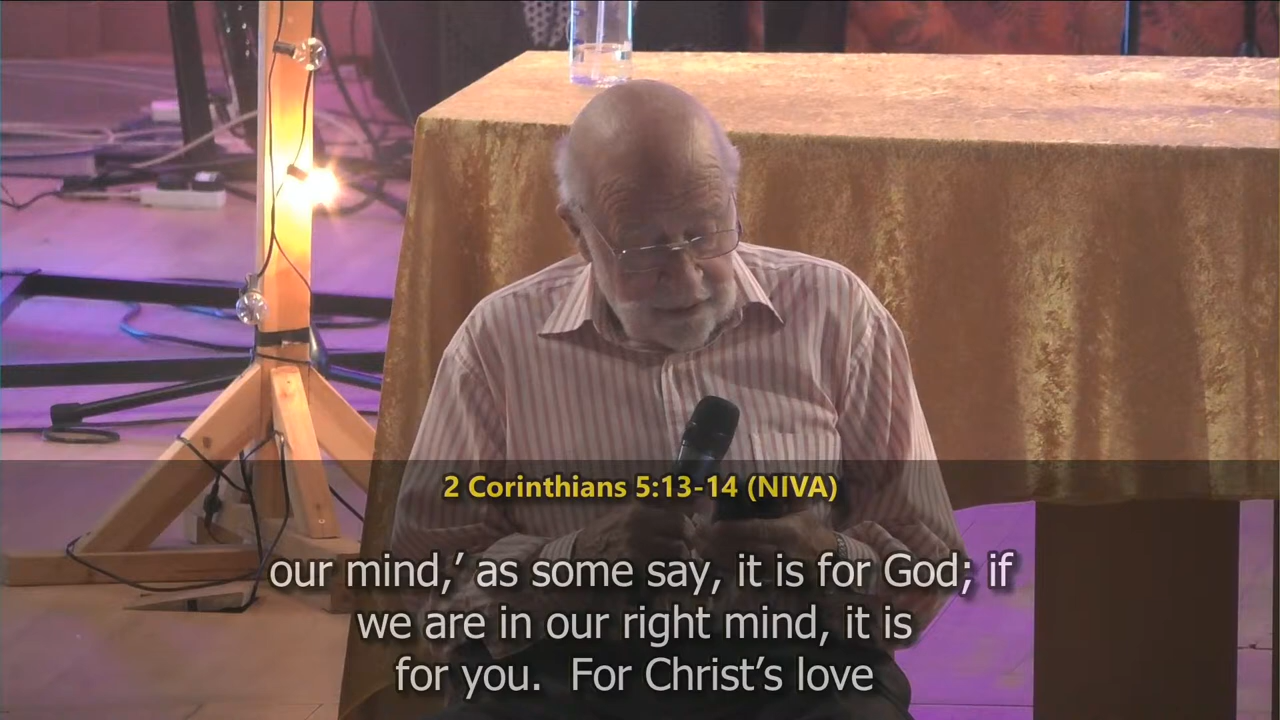 2 Corinthians 5:13-14 (NIVA)
our mind,’ as some say, it is for God; if
we are in our right mind, it is
for you.  For Christ’s love